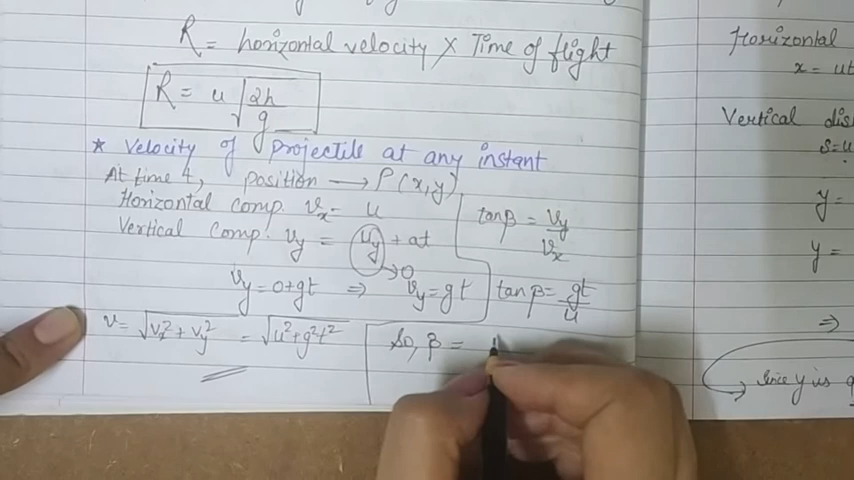 R = horizontal velocity × Time of flight
R = u √2h/g
* Velocity of projectile at any instant
At time t, position → P(x,y)
Horizontal comp. vx = u
Vertical comp. vy = uy + at
→0
vy = 0+gt ⇒ vy = gt
v = √vx²+vy² = √u²+g²t²
tanβ = vy/vx
tanβ = gt/u
So, β =
Horizontal
x = ut
Vertical dis
s = u
y =
y =
⇒
since y is